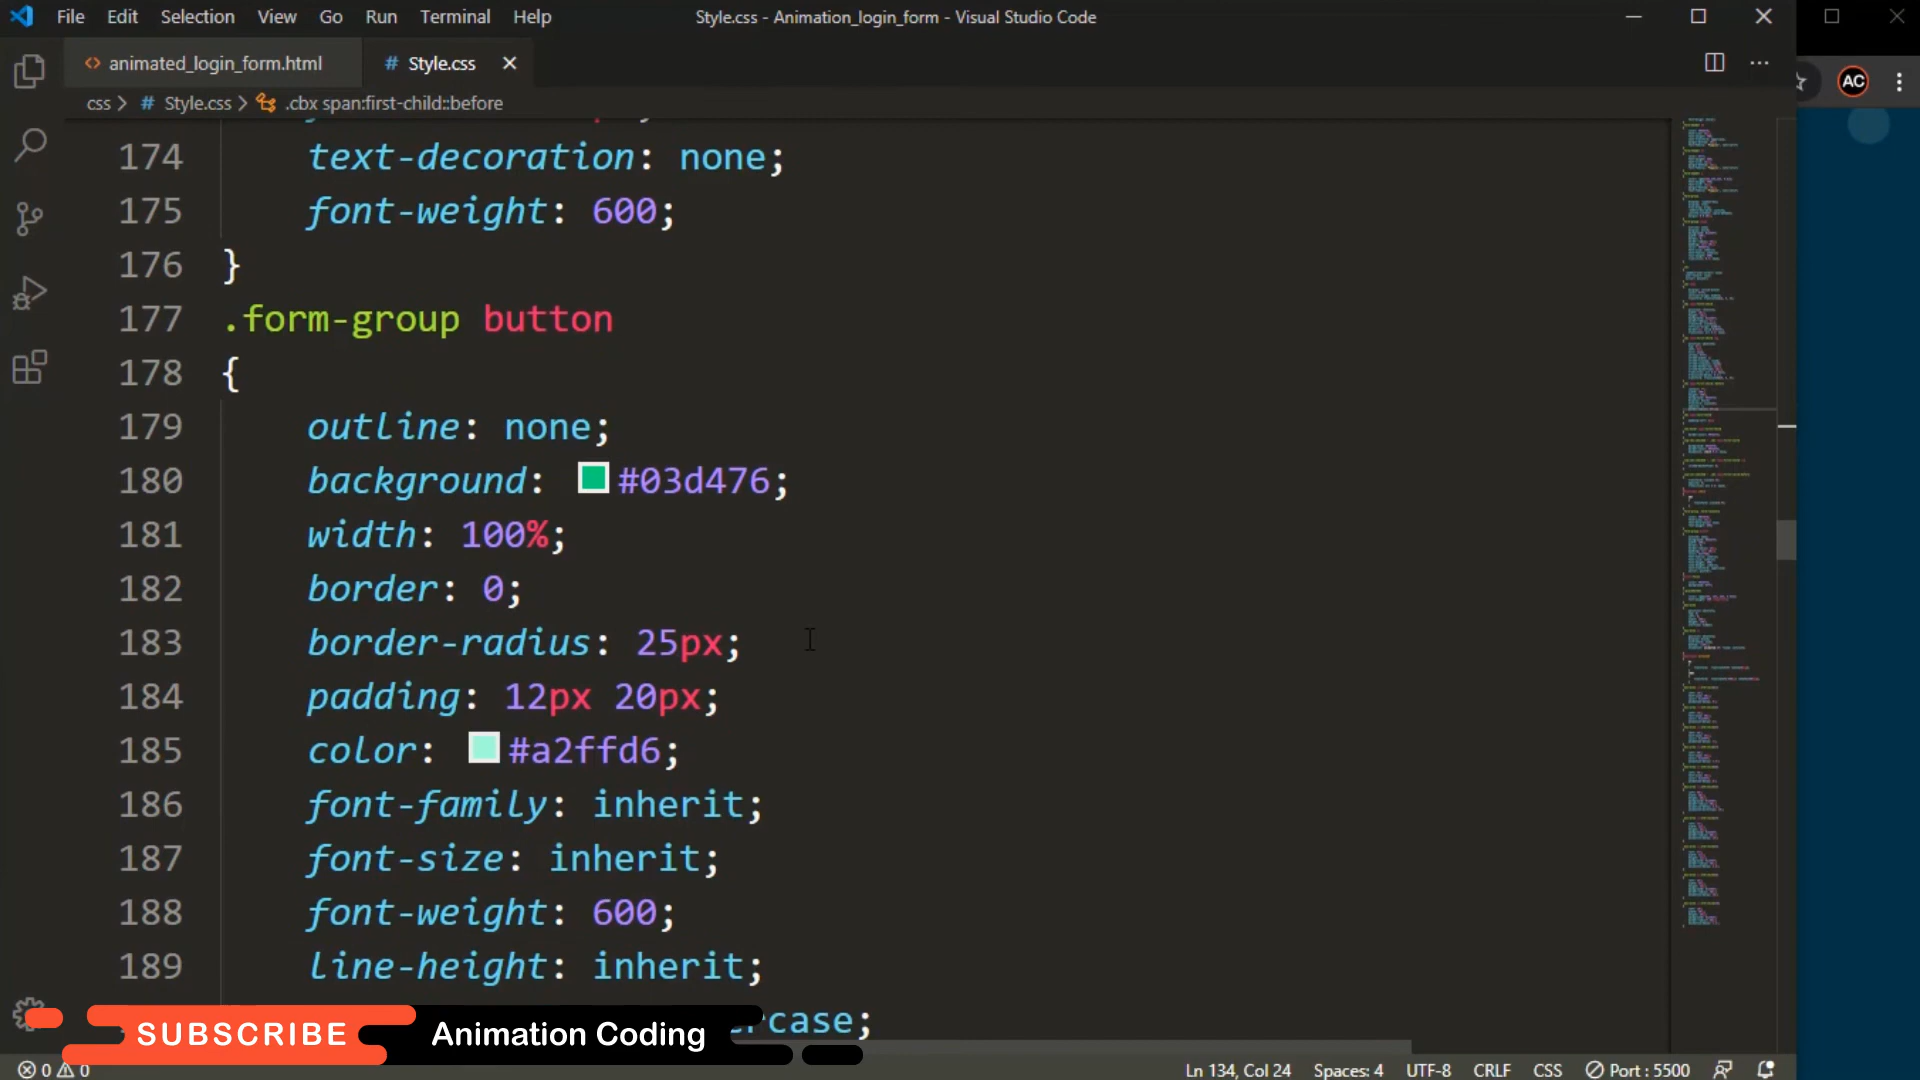 File Edit Selection View Go Run Terminal Help Style.css - Animation_login_form - Visual Studio Code
<> animated_login_form.html # Style.css
AC
css > # Style.css > .cbx span:first-child::before
174 text-decoration: none;
175 font-weight: 600;
176 }
177 .form-group button
178 {
179 outline: none;
180 background: #03d476;
181 width: 100%;
182 border: 0;
183 border-radius: 25px;
184 padding: 12px 20px;
185 color: #a2ffd6;
186 font-family: inherit;
187 font-size: inherit;
188 font-weight: 600;
189 line-height: inherit;
rcase;
SUBSCRIBE Animation Coding
0 0 Ln 134, Col 24 Spaces: 4 UTF-8 CRLF CSS Port : 5500